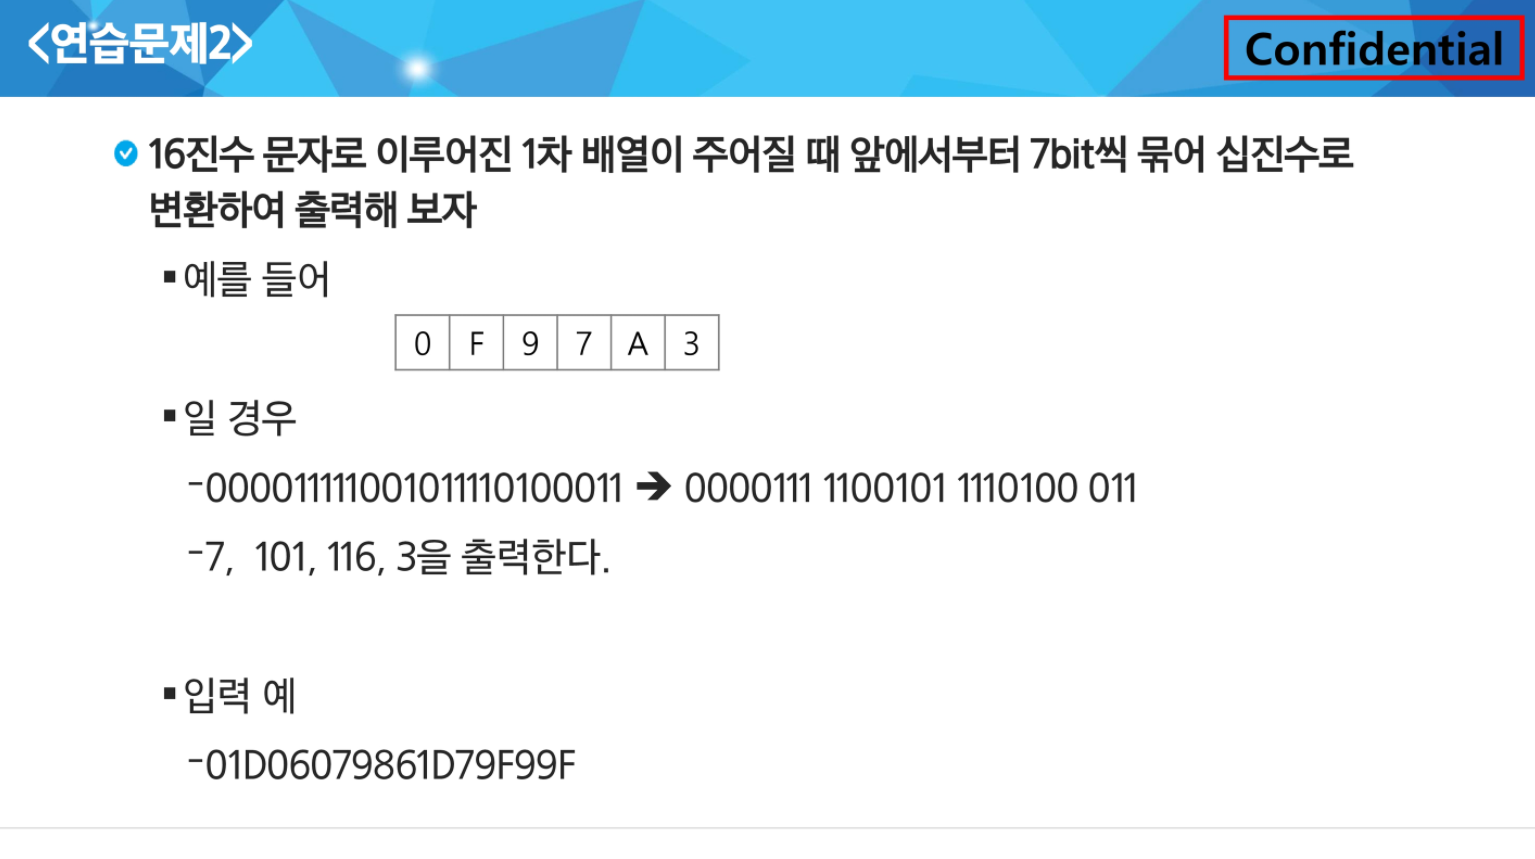 <연습문제2>
Confidential
16진수 문자로 이루어진 1차 배열이 주어질 때 앞에서부터 7bit씩 묶어 십진수로
변환하여 출력해 보자
▪예를 들어
0 F 9 7 A 3
▪일 경우
-000011111001011110100011 ➔ 0000111 1100101 1110100 011
-7, 101, 116, 3을 출력한다.
▪입력 예
-01D06079861D79F99F